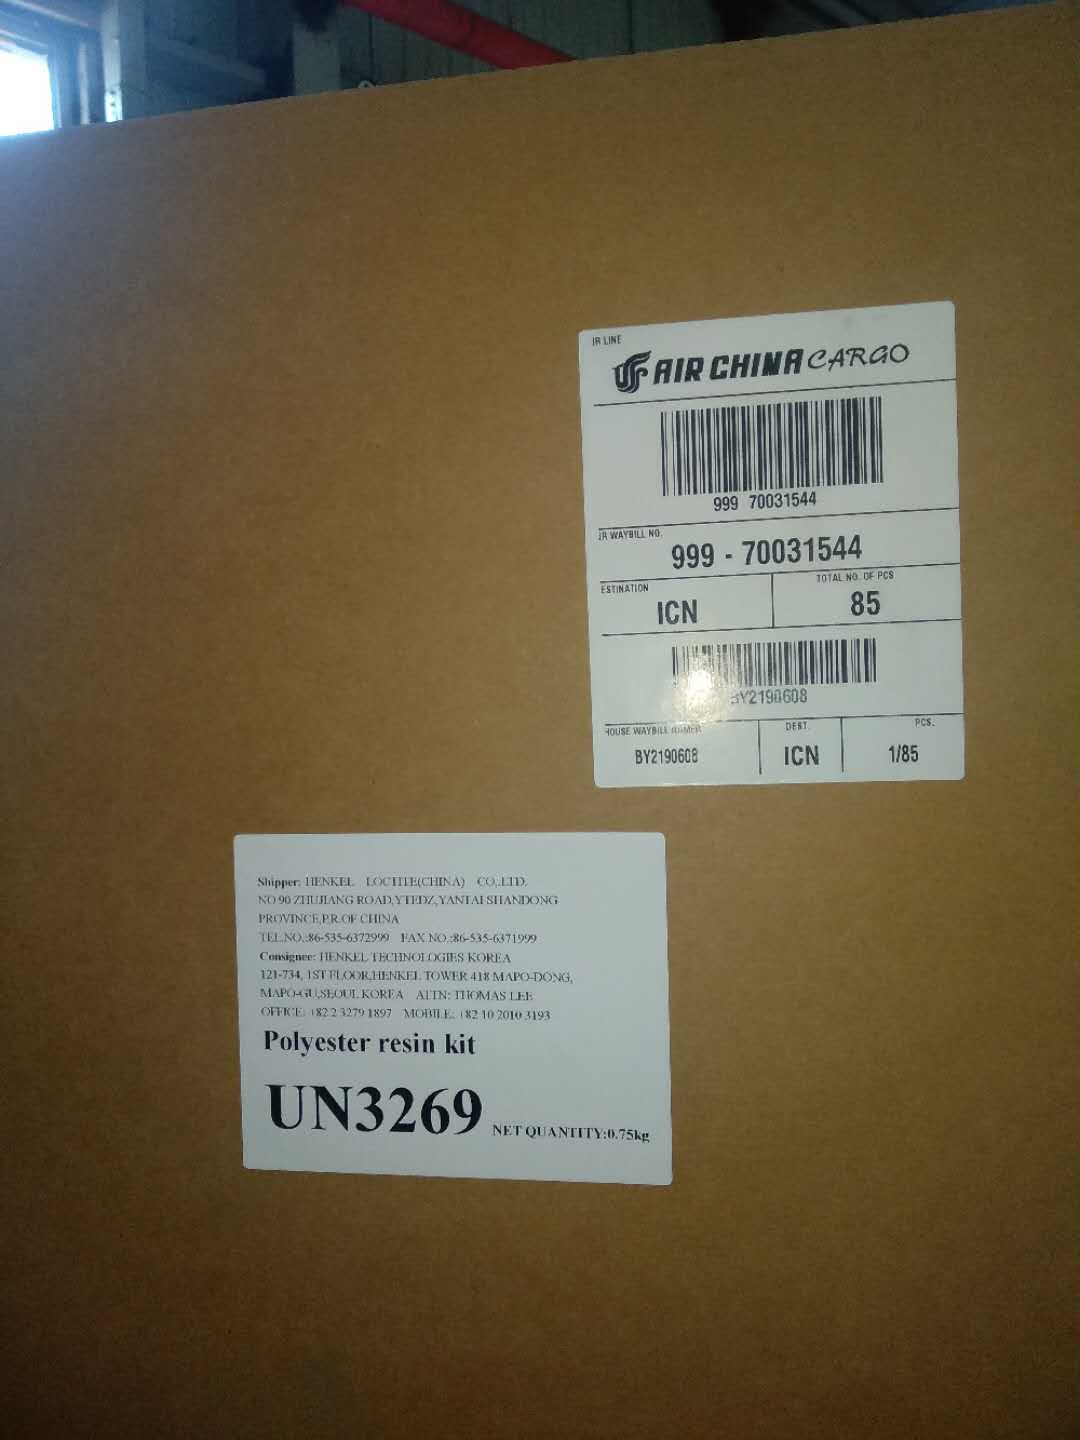 IR LINE
AIR CHINA CARGO
999 70031544
IR WAYBILL NO.
999 - 70031544
ESTINATION
TOTAL NO. OF PCS
ICN
85
BY2190608
HOUSE WAYBILL
DEST.
PCS.
BY2190608
ICN
1/85
Shipper: HENKEL LOCTITE(CHINA) CO,.LTD.
NO 90 ZHUJIANG ROAD,YTEDZ,YANTAI SHANDONG
PROVINCE,P.R.OF CHINA
TEL.NO.:86-535-6372999 FAX NO.:86-535-6371999
Consignee: HENKEL TECHNOLOGIES KOREA
121-734, 1ST FLOOR,HENKEL TOWER 418 MAPO-DONG,
MAPO-GU,SEOUL KOREA ATTN: THOMAS LEE
OFFICE: +82 2 3279 1897 MOBILE: +82 10 2010 3193
Polyester resin kit
UN3269 NET QUANTITY:0.75kg